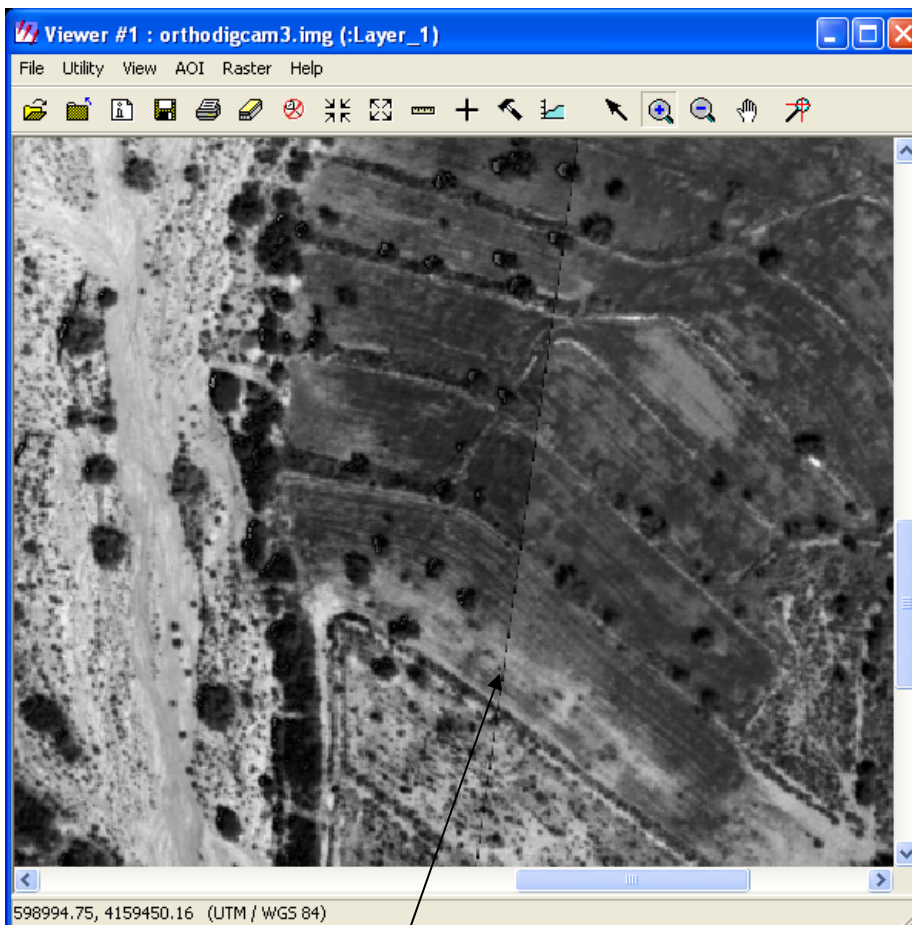 Viewer #1 : orthodigcam3.img (:Layer_1)
File Utility View AOI Raster Help
598994.75, 4159450.16 (UTM / WGS 84)